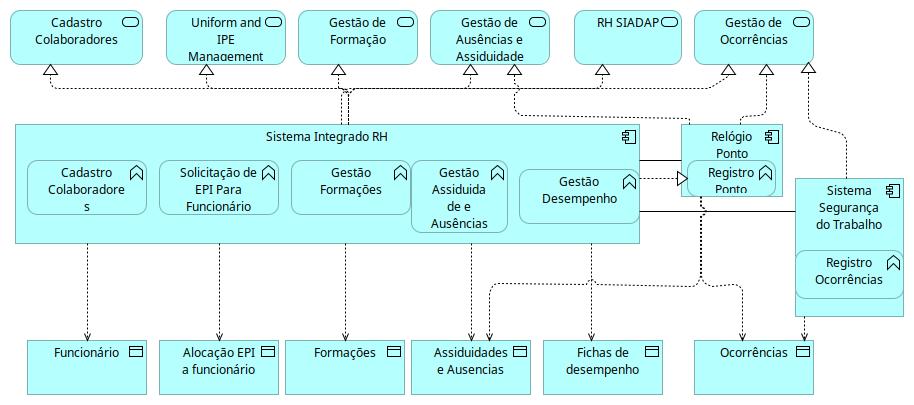 Cadastro
Colaboradores
Uniform and
IPE
Management
Gestão de
Formação
Gestão de
Ausências e
Assiduidade
RH SIADAP
Gestão de
Ocorrências
Sistema Integrado RH
Cadastro
Colaboradore
s
Solicitação de
EPI Para
Funcionário
Gestão
Formações
Gestão
Assiduida
de e
Ausências
Gestão
Desempenho
Relógio
Ponto
Registro
Ponto
Sistema
Segurança
do Trabalho
Registro
Ocorrências
Funcionário
Alocação EPI
a funcionário
Formações
Assiduidades
e Ausencias
Fichas de
desempenho
Ocorrências